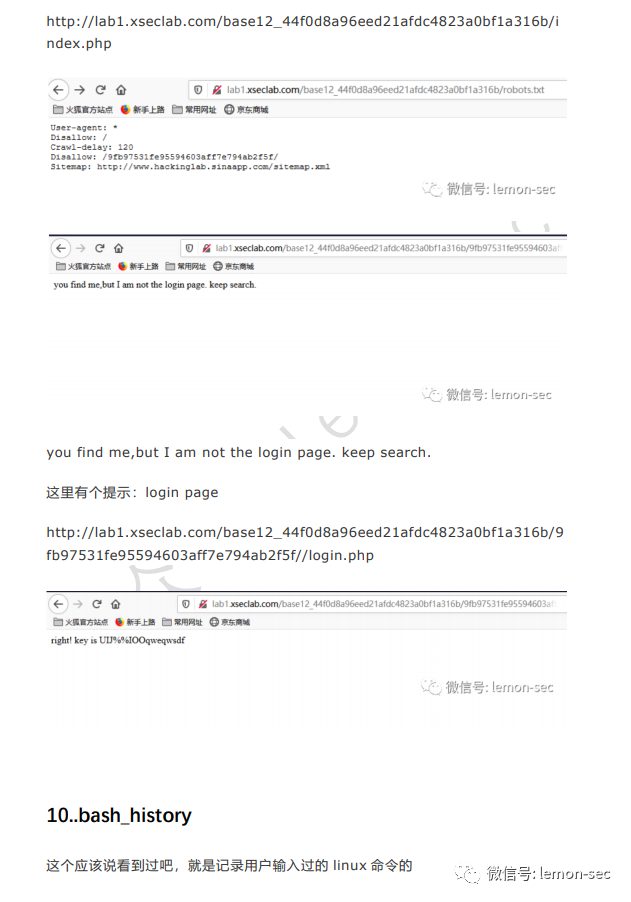 http://lab1.xseclab.com/base12_44f0d8a96eed21afdc4823a0bf1a316b/i
ndex.php
lab1.xseclab.com/base12_44f0d8a96eed21afdc4823a0bf1a316b/robots.txt
火狐官方站点 新手上路 常用网址 京东商城
User-agent: *
Disallow: /
Crawl-delay: 120
Disallow: /9fb97531fe95594603aff7e794ab2f5f/
Sitemap: http://www.hackinglab.sinaapp.com/sitemap.xml
微信号: lemon-sec
lab1.xseclab.com/base12_44f0d8a96eed21afdc4823a0bf1a316b/9fb97531fe95594603af
火狐官方站点 新手上路 常用网址 京东商城
you find me,but I am not the login page. keep search.
微信号: lemon-sec
you find me,but I am not the login page. keep search.
这里有个提示：login page
http://lab1.xseclab.com/base12_44f0d8a96eed21afdc4823a0bf1a316b/9
fb97531fe95594603aff7e794ab2f5f//login.php
lab1.xseclab.com/base12_44f0d8a96eed21afdc4823a0bf1a316b/9fb97531fe95594603af
火狐官方站点 新手上路 常用网址 京东商城
right! key is UIJ%%IOOqweqwsdf
微信号: lemon-sec
10..bash_history
这个应该说看到过吧，就是记录用户输入过的 linux 命令的
微信号: lemon-sec